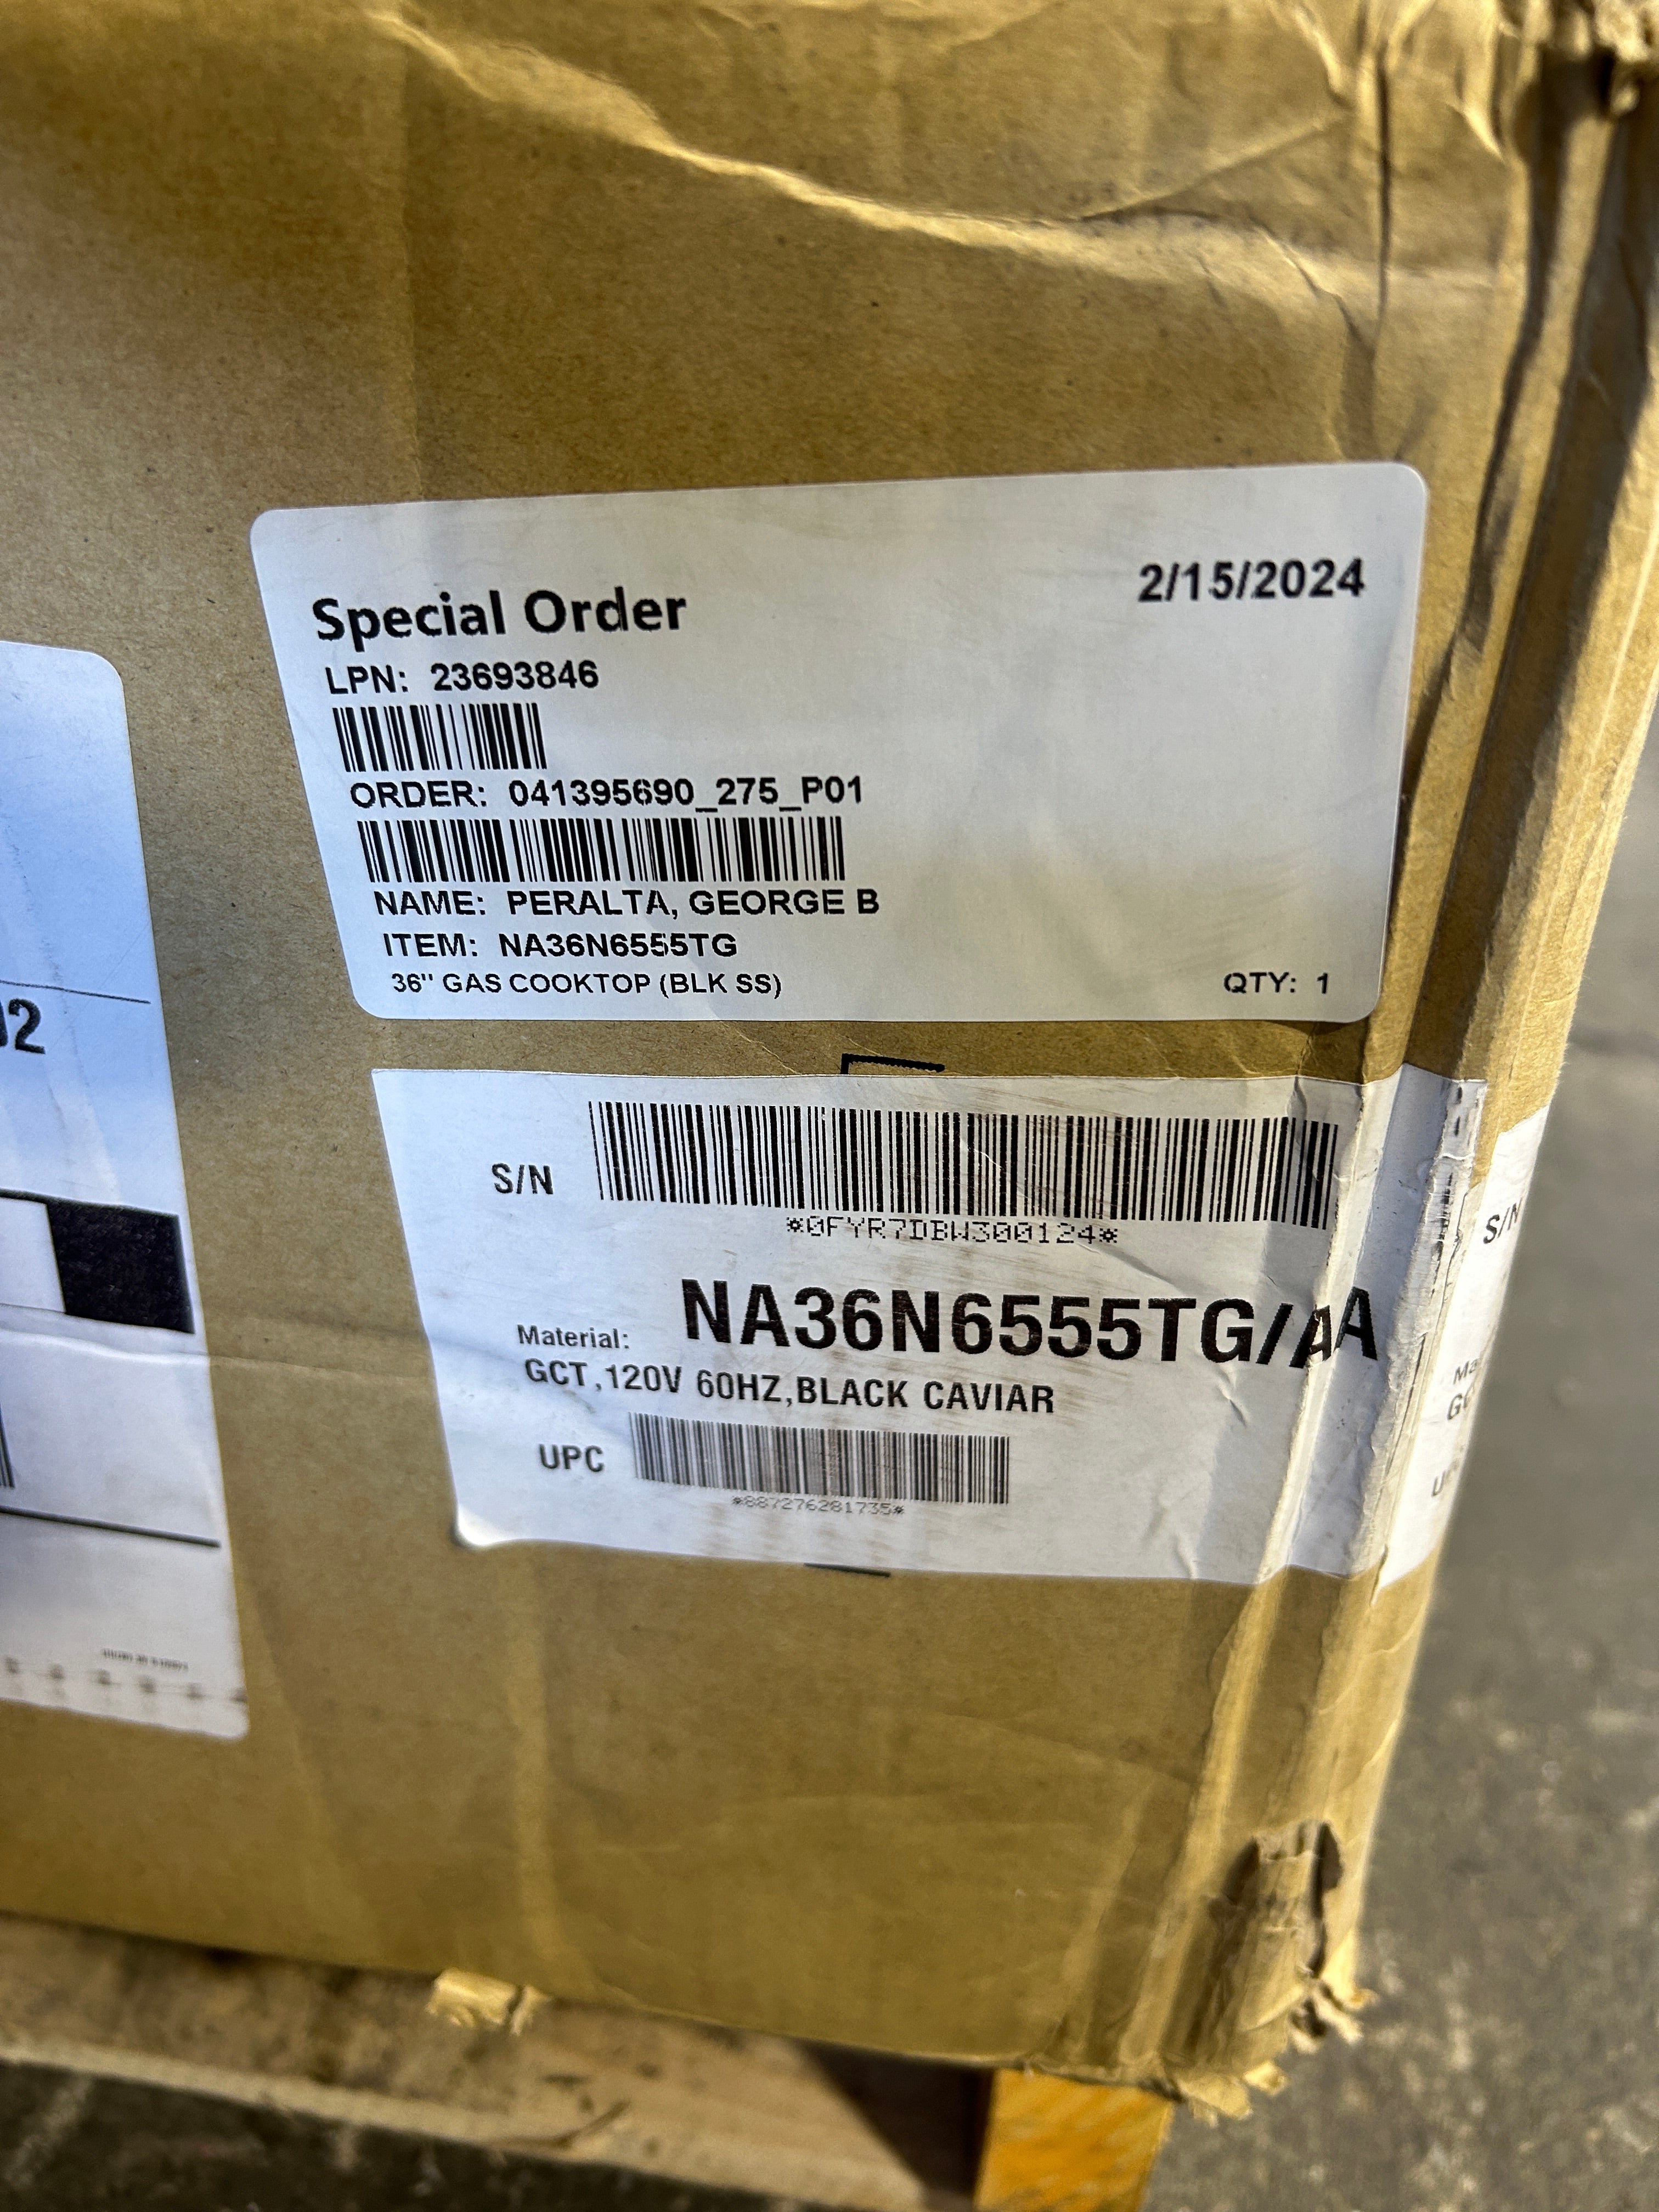 Special Order
2/15/2024
LPN: 23693846
ORDER: 041395690_275_P01
NAME: PERALTA, GEORGE B
ITEM: NA36N6555TG
36" GAS COOKTOP (BLK SS)
QTY: 1
S/N
*0FYR7DBW300124*
Material: NA36N6555TG/AA
GCT,120V 60HZ,BLACK CAVIAR
UPC
*887276281735*
2
S/N